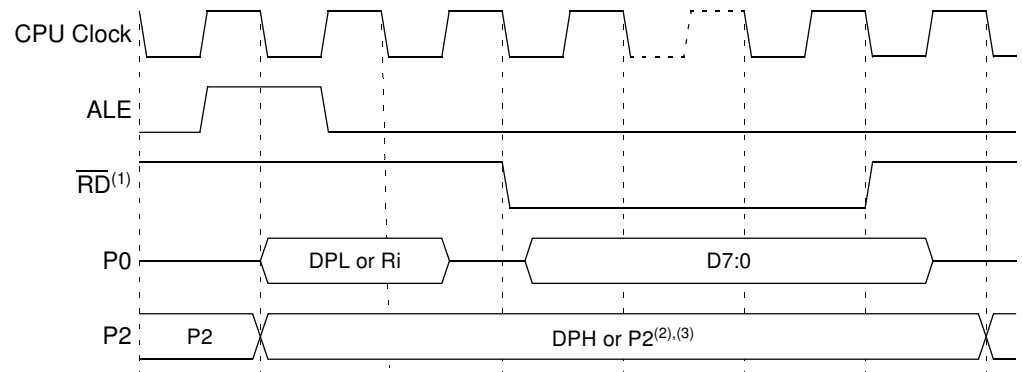 CPU Clock
ALE
RD(1)
P0 DPL or Ri D7:0
P2 P2 DPH or P2(2),(3)